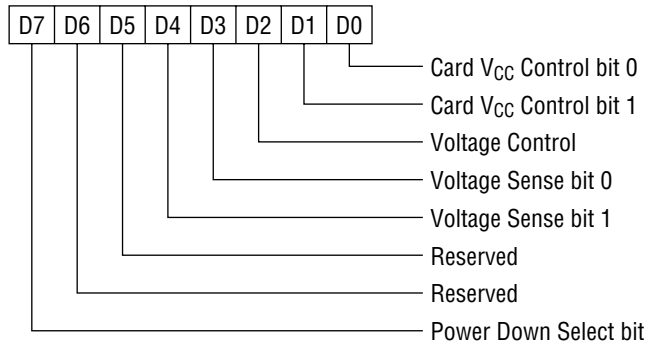 D7 D6 D5 D4 D3 D2 D1 D0
Card VCC Control bit 0
Card VCC Control bit 1
Voltage Control
Voltage Sense bit 0
Voltage Sense bit 1
Reserved
Reserved
Power Down Select bit